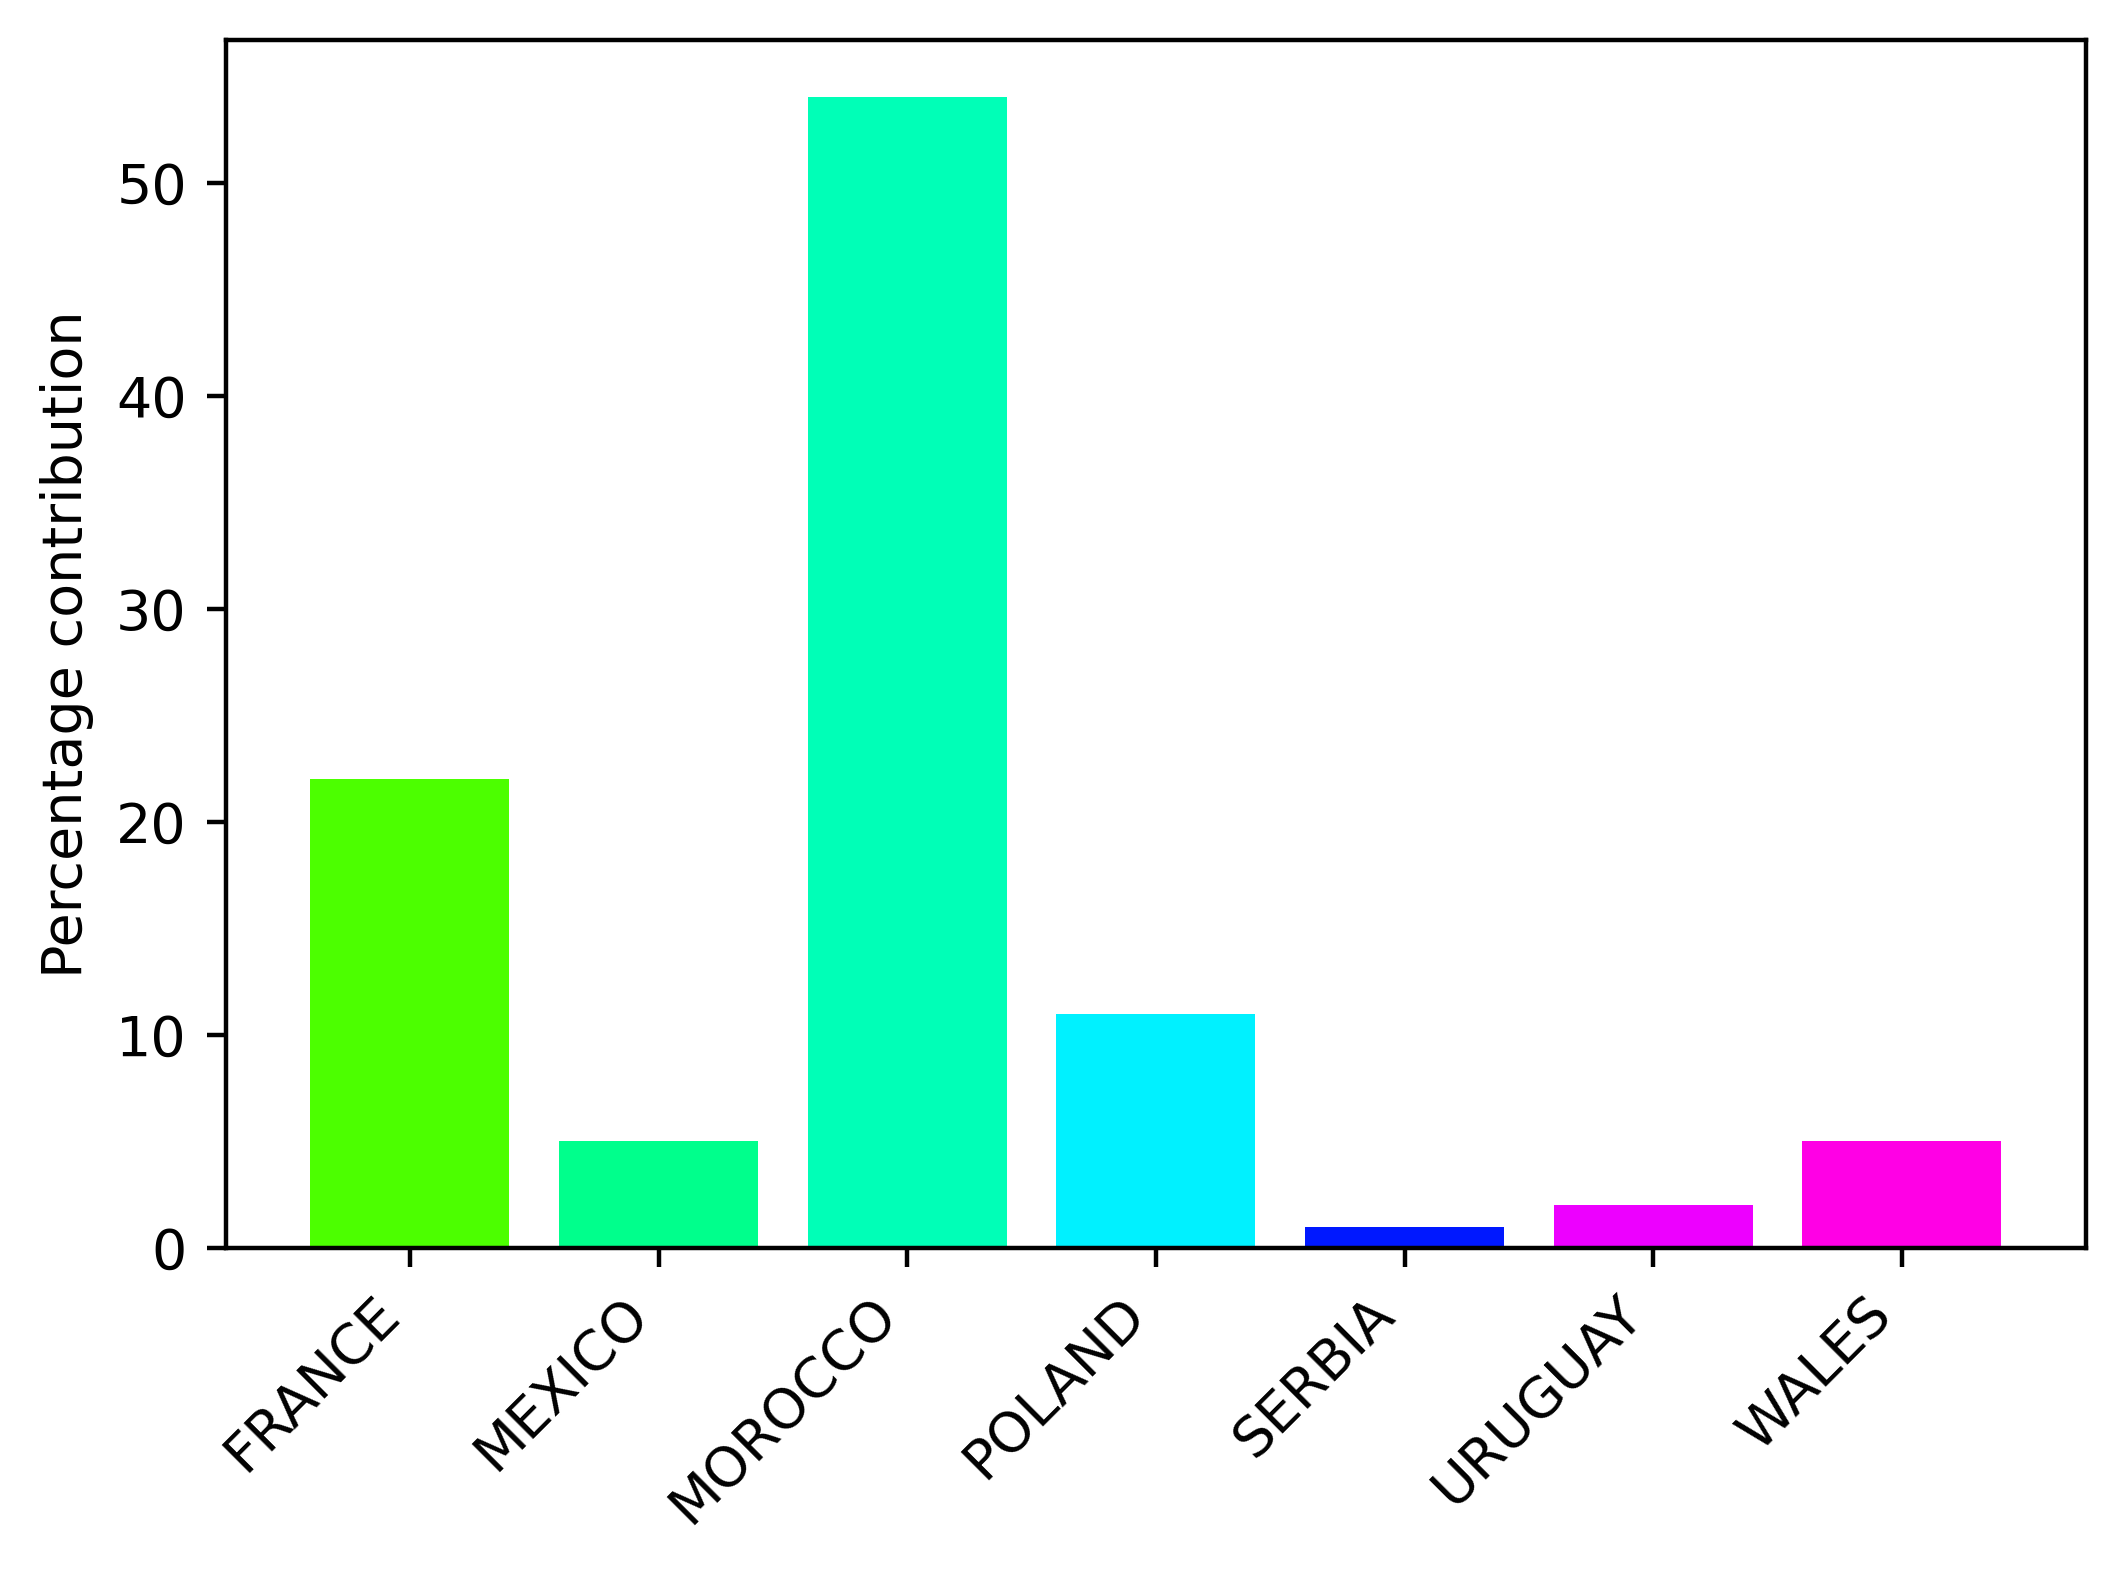 Percentage contribution
50
40
30
20
10
0
FRANCE
MEXICO
MOROCCO
POLAND
SERBIA
URUGUAY
WALES